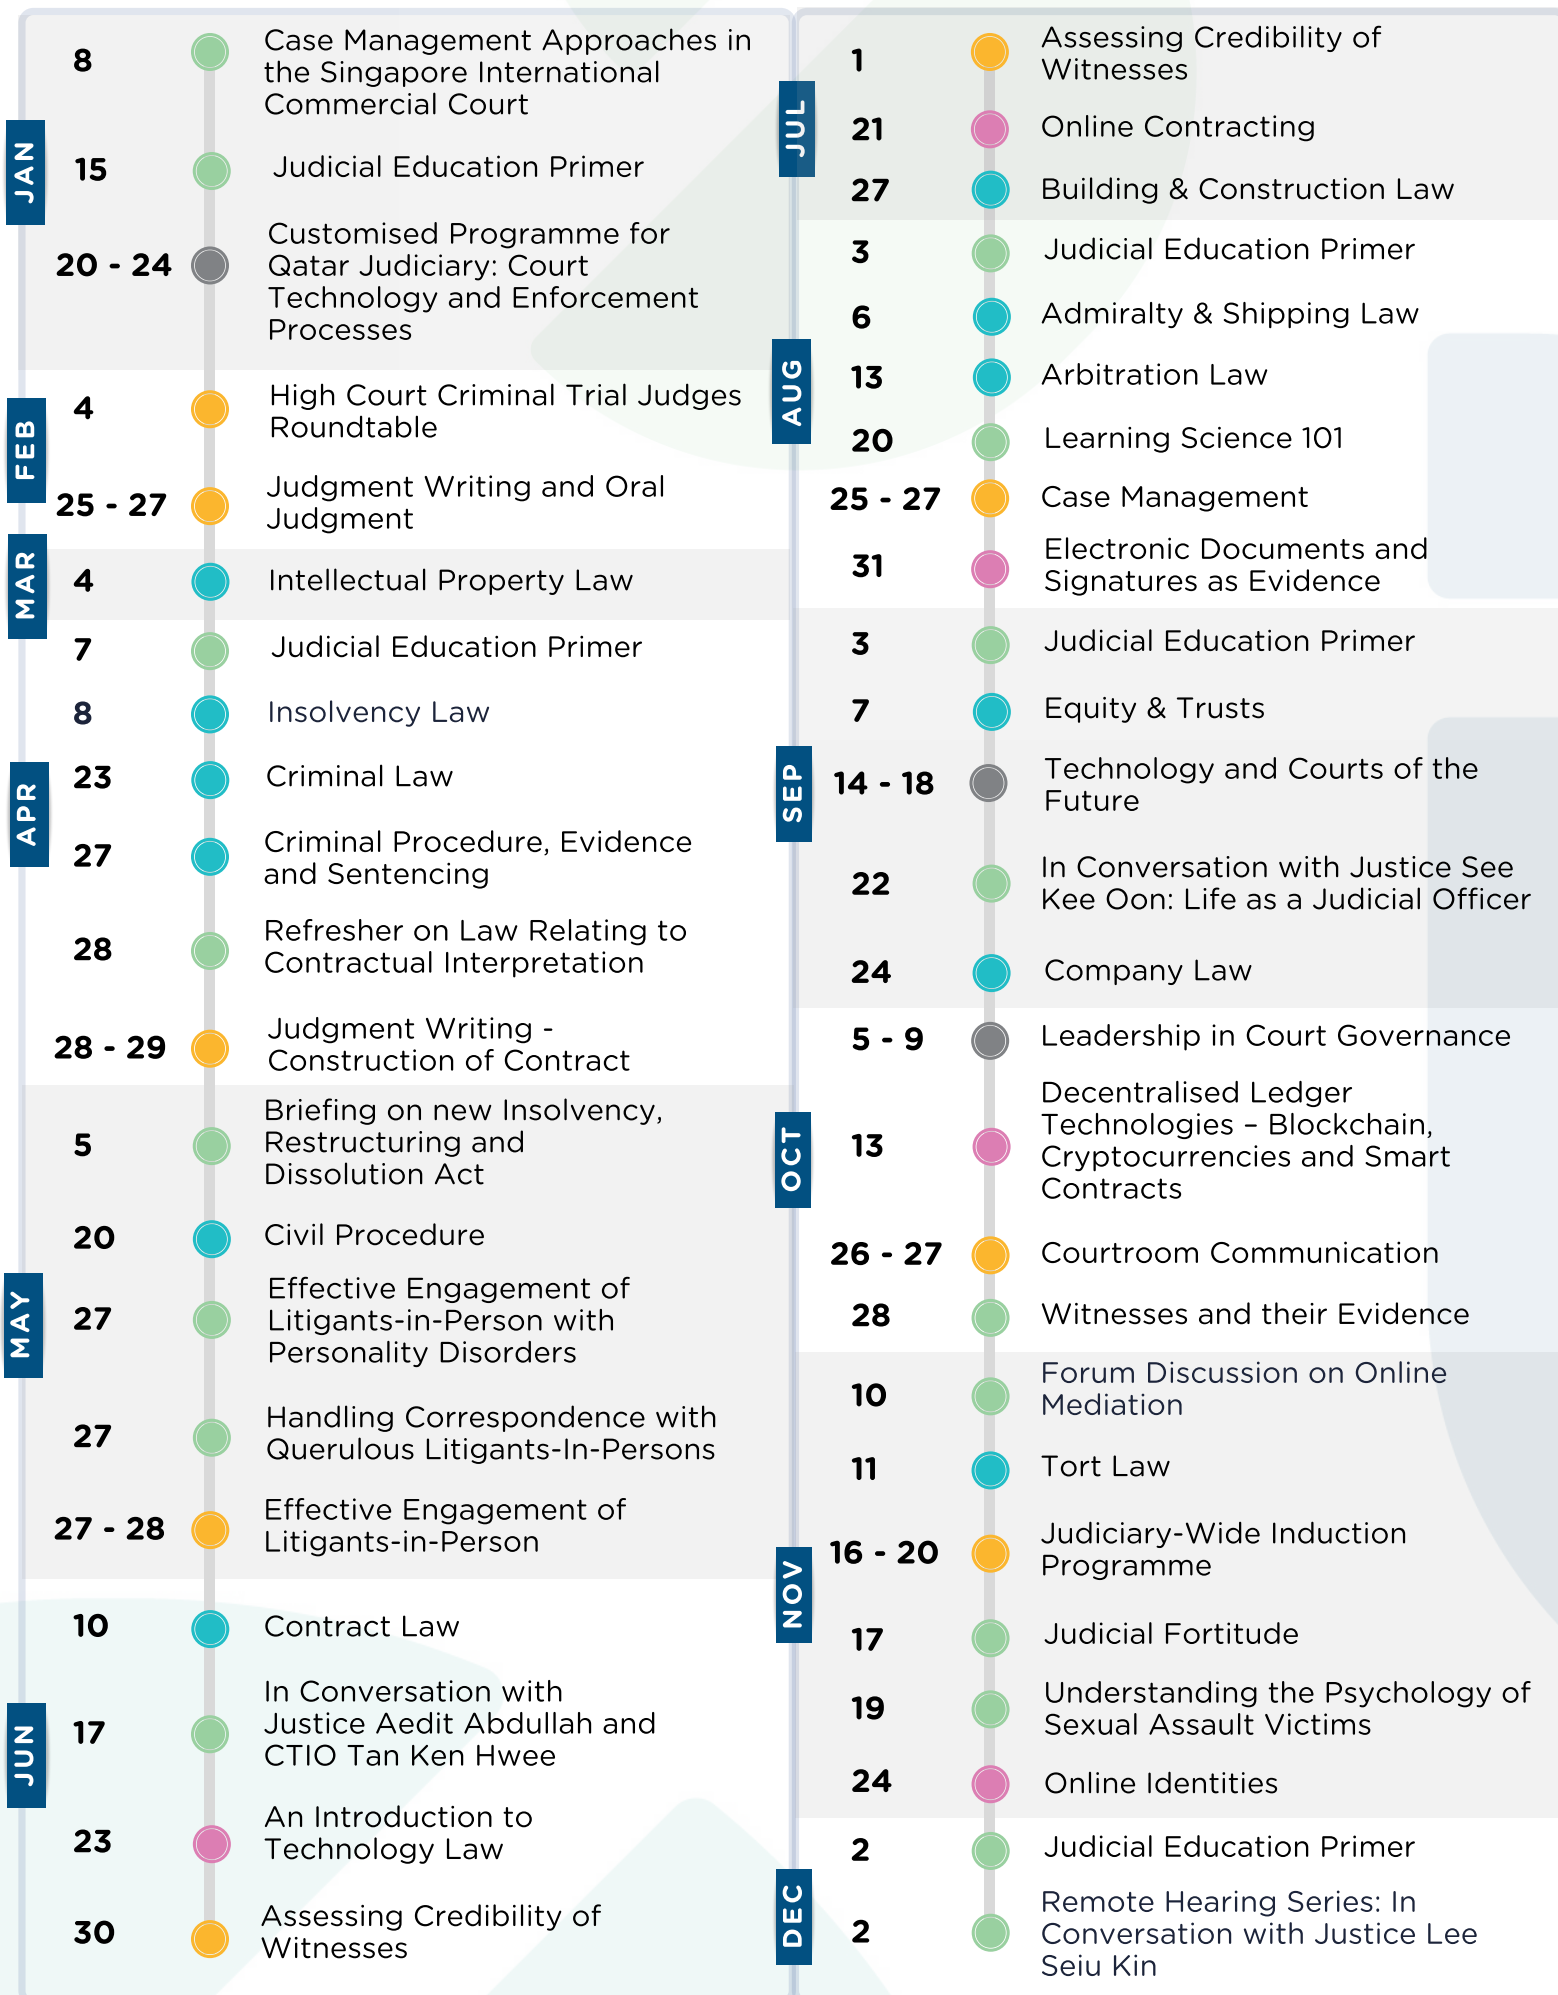 JAN
8
Case Management Approaches in
the Singapore International
Commercial Court
15
Judicial Education Primer
20 - 24
Customised Programme for
Qatar Judiciary: Court
Technology and Enforcement
Processes
FEB
4
High Court Criminal Trial Judges
Roundtable
25 - 27
Judgment Writing and Oral
Judgment
MAR
4
Intellectual Property Law
APR
7
Judicial Education Primer
8
Insolvency Law
23
Criminal Law
27
Criminal Procedure, Evidence
and Sentencing
28
Refresher on Law Relating to
Contractual Interpretation
28 - 29
Judgment Writing -
Construction of Contract
MAY
5
Briefing on new Insolvency,
Restructuring and
Dissolution Act
20
Civil Procedure
27
Effective Engagement of
Litigants-in-Person with
Personality Disorders
27
Handling Correspondence with
Querulous Litigants-In-Persons
27 - 28
Effective Engagement of
Litigants-in-Person
JUN
10
Contract Law
17
In Conversation with
Justice Aedit Abdullah and
CTIO Tan Ken Hwee
23
An Introduction to
Technology Law
30
Assessing Credibility of
Witnesses
JUL
1
Assessing Credibility of
Witnesses
21
Online Contracting
27
Building & Construction Law
AUG
3
Judicial Education Primer
6
Admiralty & Shipping Law
13
Arbitration Law
20
Learning Science 101
25 - 27
Case Management
31
Electronic Documents and
Signatures as Evidence
SEP
3
Judicial Education Primer
7
Equity & Trusts
14 - 18
Technology and Courts of the
Future
22
In Conversation with Justice See
Kee Oon: Life as a Judicial Officer
24
Company Law
OCT
5 - 9
Leadership in Court Governance
13
Decentralised Ledger
Technologies – Blockchain,
Cryptocurrencies and Smart
Contracts
26 - 27
Courtroom Communication
28
Witnesses and their Evidence
NOV
10
Forum Discussion on Online
Mediation
11
Tort Law
16 - 20
Judiciary-Wide Induction
Programme
17
Judicial Fortitude
19
Understanding the Psychology of
Sexual Assault Victims
24
Online Identities
DEC
2
Judicial Education Primer
2
Remote Hearing Series: In
Conversation with Justice Lee
Seiu Kin